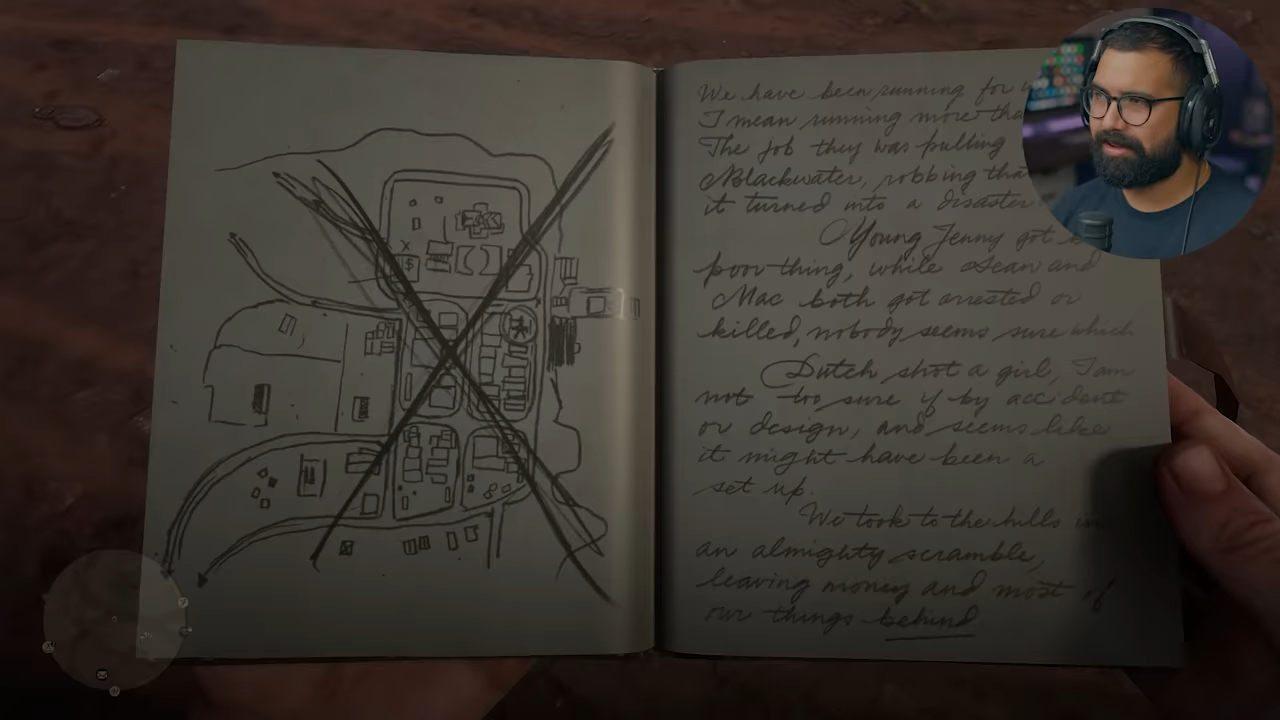 We have been running for
I mean running more tha
The job they was pulling
Blackwater, robbing tha
it turned into a disaster
Young Jenny got
poor thing, while Sean and
Mac both got arrested or
killed, nobody seems sure which
Dutch shot a girl, I am
not too sure if by accident
or design, and seems like
it might have been a
set up.
We took to the hills in
an almighty scramble,
leaving money and most of
our things behind
X
$